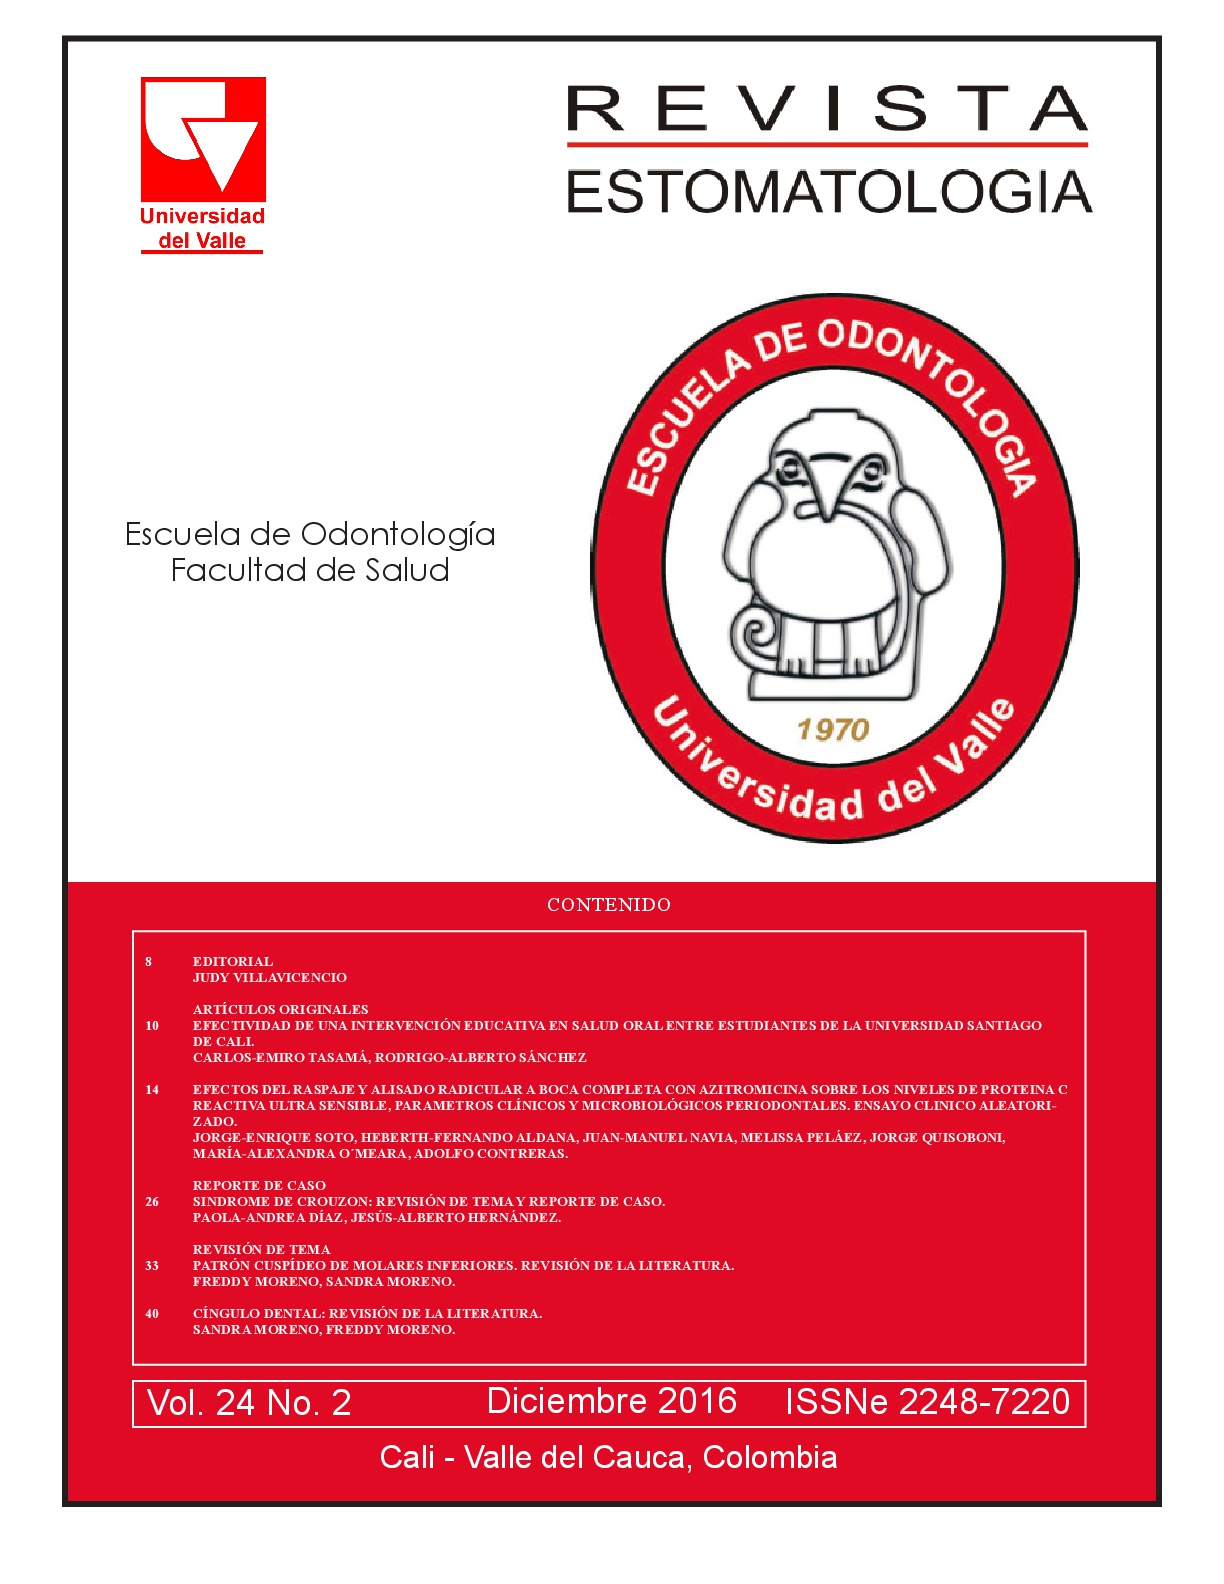 Universidad
del Valle
REVISTA
ESTOMATOLOGIA
ESCUELA DE ODONTOLOGIA
1970
Universidad del Valle
Escuela de Odontología
Facultad de Salud
CONTENIDO
8 EDITORIAL
JUDY VILLAVICENCIO
ARTÍCULOS ORIGINALES
10 EFECTIVIDAD DE UNA INTERVENCIÓN EDUCATIVA EN SALUD ORAL ENTRE ESTUDIANTES DE LA UNIVERSIDAD SANTIAGO
DE CALI.
CARLOS-EMIRO TASAMÁ, RODRIGO-ALBERTO SÁNCHEZ
14 EFECTOS DEL RASPAJE Y ALISADO RADICULAR A BOCA COMPLETA CON AZITROMICINA SOBRE LOS NIVELES DE PROTEINA C
REACTIVA ULTRA SENSIBLE, PARAMETROS CLÍNICOS Y MICROBIOLÓGICOS PERIODONTALES. ENSAYO CLINICO ALEATORI-
ZADO.
JORGE-ENRIQUE SOTO, HEBERTH-FERNANDO ALDANA, JUAN-MANUEL NAVIA, MELISSA PELÁEZ, JORGE QUISOBONI,
MARÍA-ALEXANDRA O´MEARA, ADOLFO CONTRERAS.
REPORTE DE CASO
26 SINDROME DE CROUZON: REVISIÓN DE TEMA Y REPORTE DE CASO.
PAOLA-ANDREA DÍAZ, JESÚS-ALBERTO HERNÁNDEZ.
REVISIÓN DE TEMA
33 PATRÓN CUSPÍDEO DE MOLARES INFERIORES. REVISIÓN DE LA LITERATURA.
FREDDY MORENO, SANDRA MORENO.
40 CÍNGULO DENTAL: REVISIÓN DE LA LITERATURA.
SANDRA MORENO, FREDDY MORENO.
Vol. 24 No. 2 Diciembre 2016 ISSNe 2248-7220
Cali - Valle del Cauca, Colombia